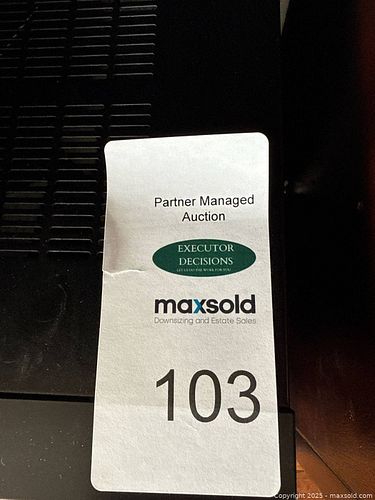 Partner Managed
Auction
EXECUTOR
DECISIONS
LET US DO THE WORK FOR YOU
maxsold
Downsizing and Estate Sales
103
Copyright 2025 - maxsold.com